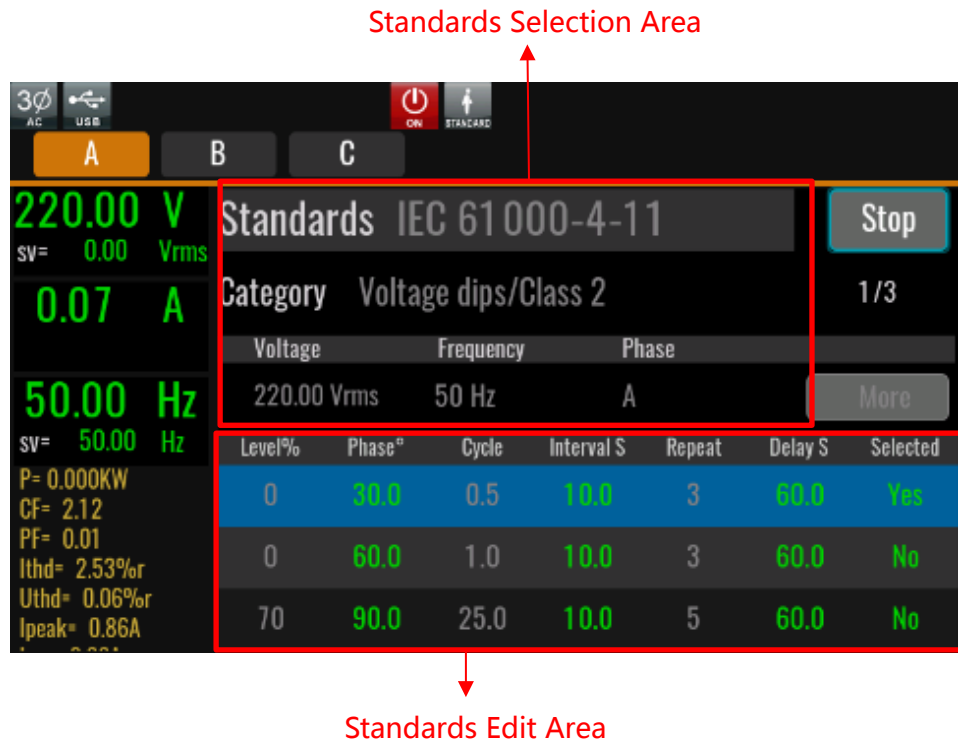 Standards Selection Area
3Ø AC USB ON STANDARD
A B C
220.00 V
sv= 0.00 Vrms
0.07 A
50.00 Hz
sv= 50.00 Hz
P= 0.000KW
CF= 2.12
PF= 0.01
Ithd= 2.53%r
Uthd= 0.06%r
Ipeak= 0.86A
Standards IEC 61000-4-11
Stop
Category Voltage dips/Class 2
1/3
Voltage Frequency Phase
220.00 Vrms 50 Hz A
More
Level% Phase° Cycle Interval S Repeat Delay S Selected
0 30.0 0.5 10.0 3 60.0 Yes
0 60.0 1.0 10.0 3 60.0 No
70 90.0 25.0 10.0 5 60.0 No
Standards Edit Area